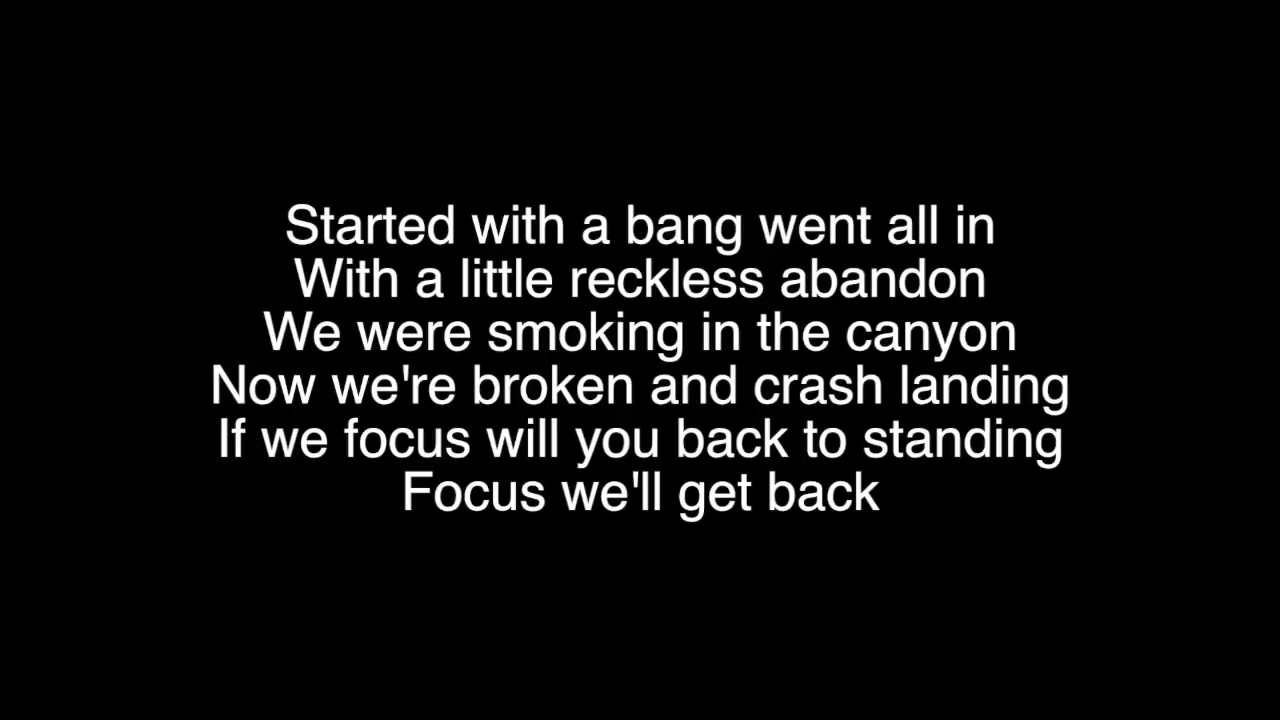 Started with a bang went all in
With a little reckless abandon
We were smoking in the canyon
Now we're broken and crash landing
If we focus will you back to standing
Focus we'll get back